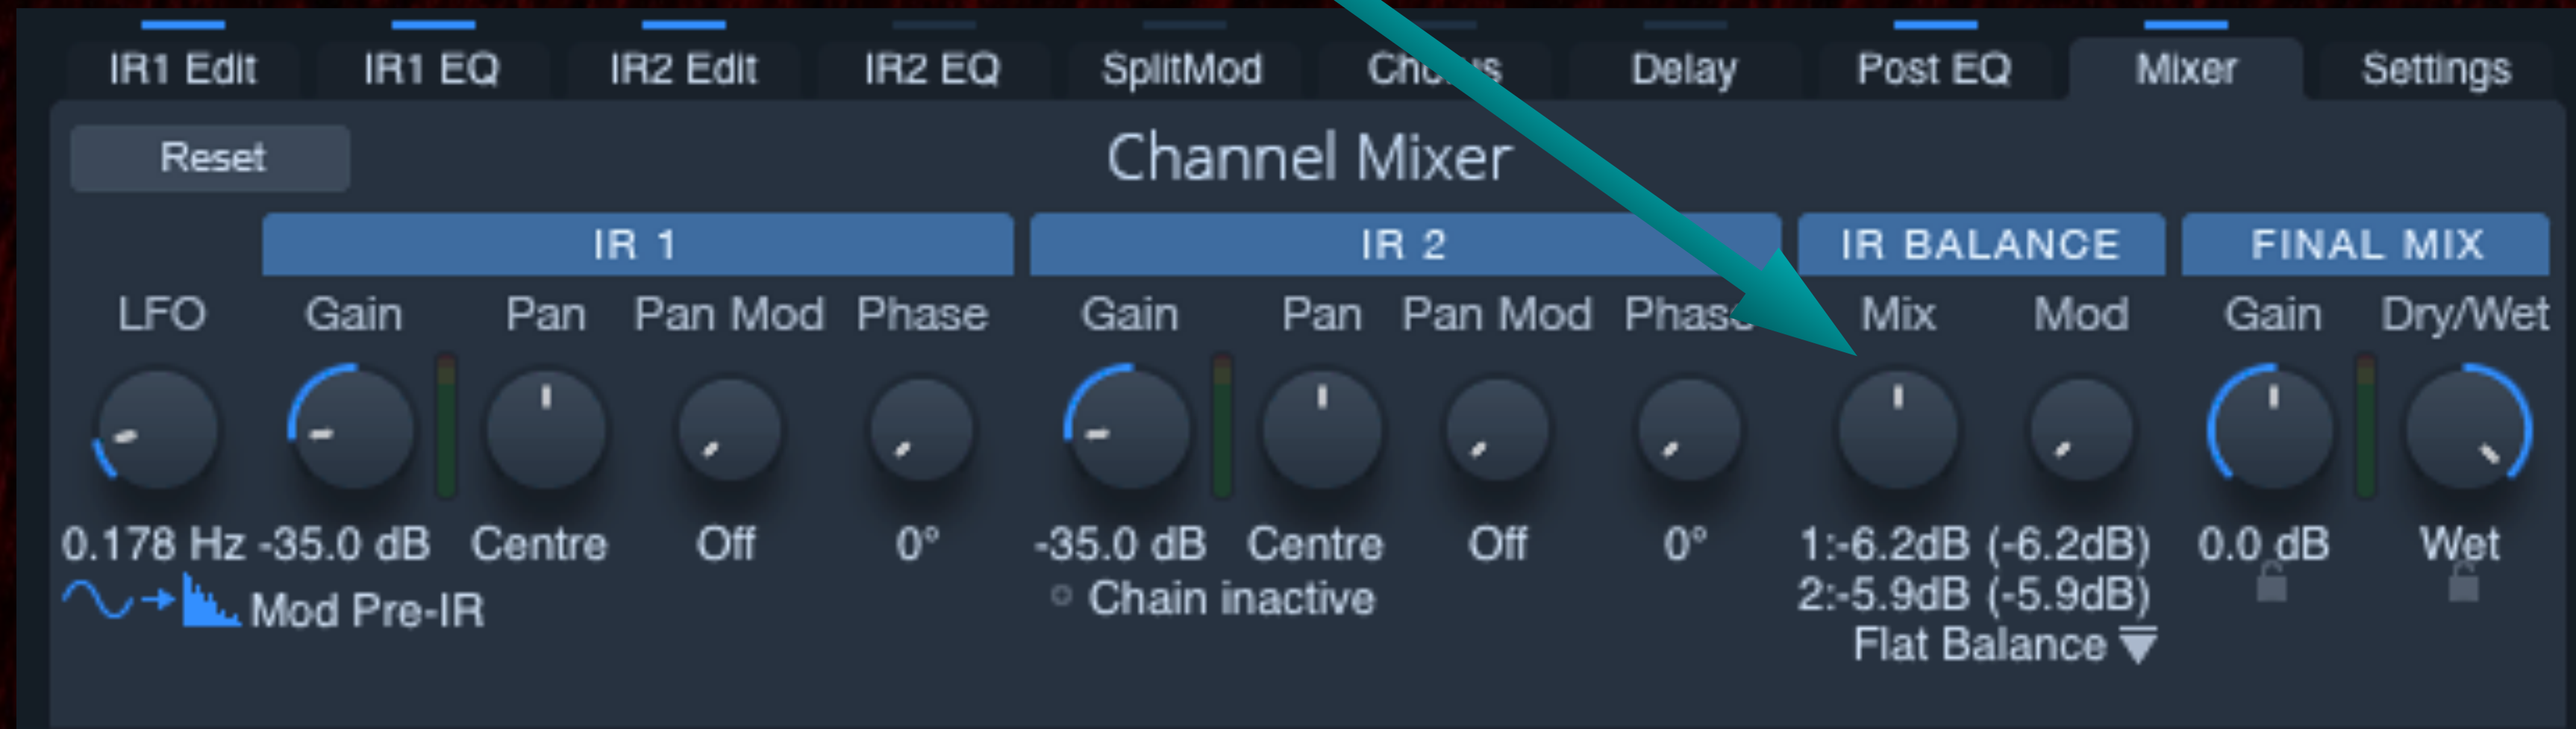 IR1 Edit IR1 EQ IR2 Edit IR2 EQ SplitMod Chorus Delay Post EQ Mixer Settings
Reset Channel Mixer
IR 1 IR 2 IR BALANCE FINAL MIX
LFO Gain Pan Pan Mod Phase Gain Pan Pan Mod Phase Mix Mod Gain Dry/Wet
0.178 Hz -35.0 dB Centre Off 0° -35.0 dB Centre Off 0° 1:-6.2dB (-6.2dB) 0.0 dB Wet
Mod Pre-IR Chain inactive 2:-5.9dB (-5.9dB)
Flat Balance